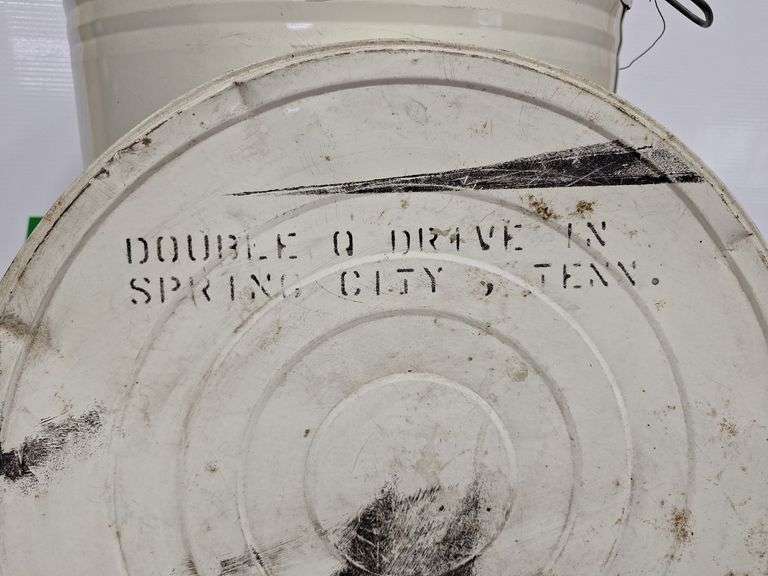 DOUBLE Q DRIVE IN
SPRING CITY, TENN.